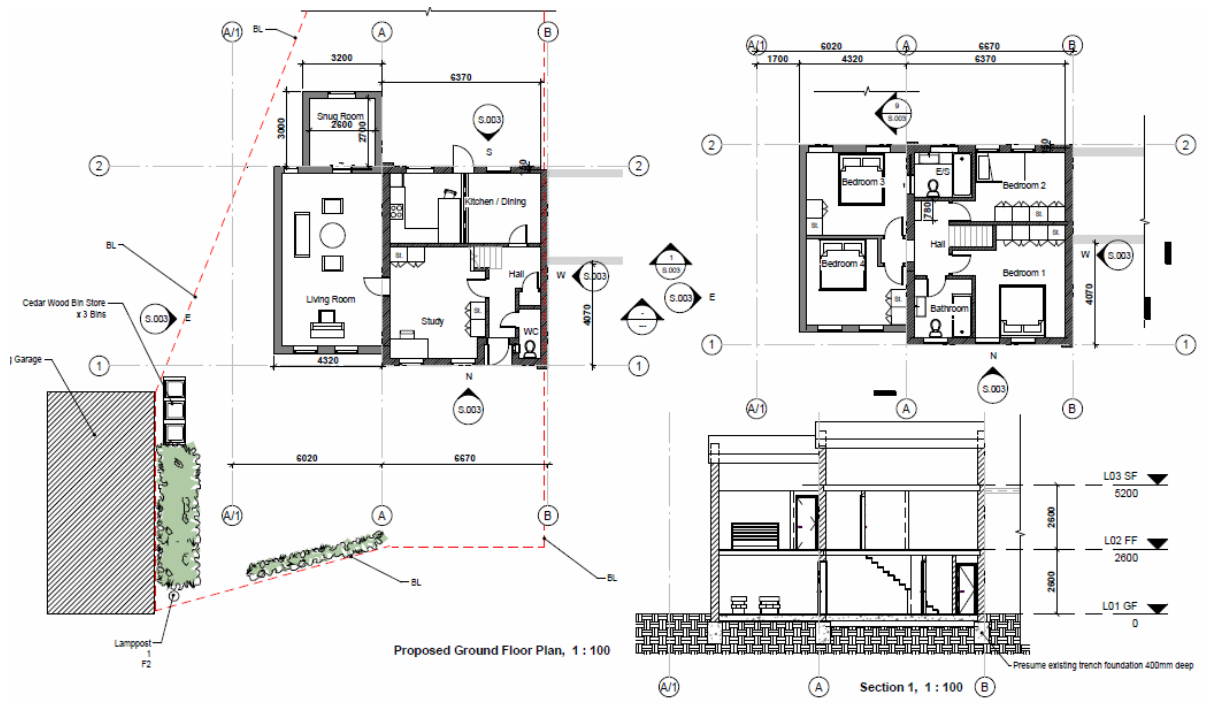 A/1
A
B
BL
3200
6370
Snug Room
2600
2700
3000
S.003
S
2
2
Kitchen / Dining
BL
St.
Hall
W
S.003
1
S.003
S.003
E
Cedar Wood Bin Store
x 3 Bins
S.003
E
Living Room
Study
St.
WC
4070
g Garage
1
4320
1
N
S.003
6020
6670
A/1
A
B
BL
BL
Lamppost
1
F2
Proposed Ground Floor Plan, 1 : 100
A/1
A
B
6020
6670
1700
4320
6370
9
S.003
2
2
Bedroom 3
E/S
Bedroom 2
St.
780
St.
Hall
St.
Bedroom 4
Bedroom 1
W
S.003
4070
St.
Bathroom
1
1
N
S.003
A/1
A
B
L03 SF
5200
2600
L02 FF
2600
2600
L01 GF
0
Presume existing trench foundation 400mm deep
A/1
A
Section 1, 1 : 100
B